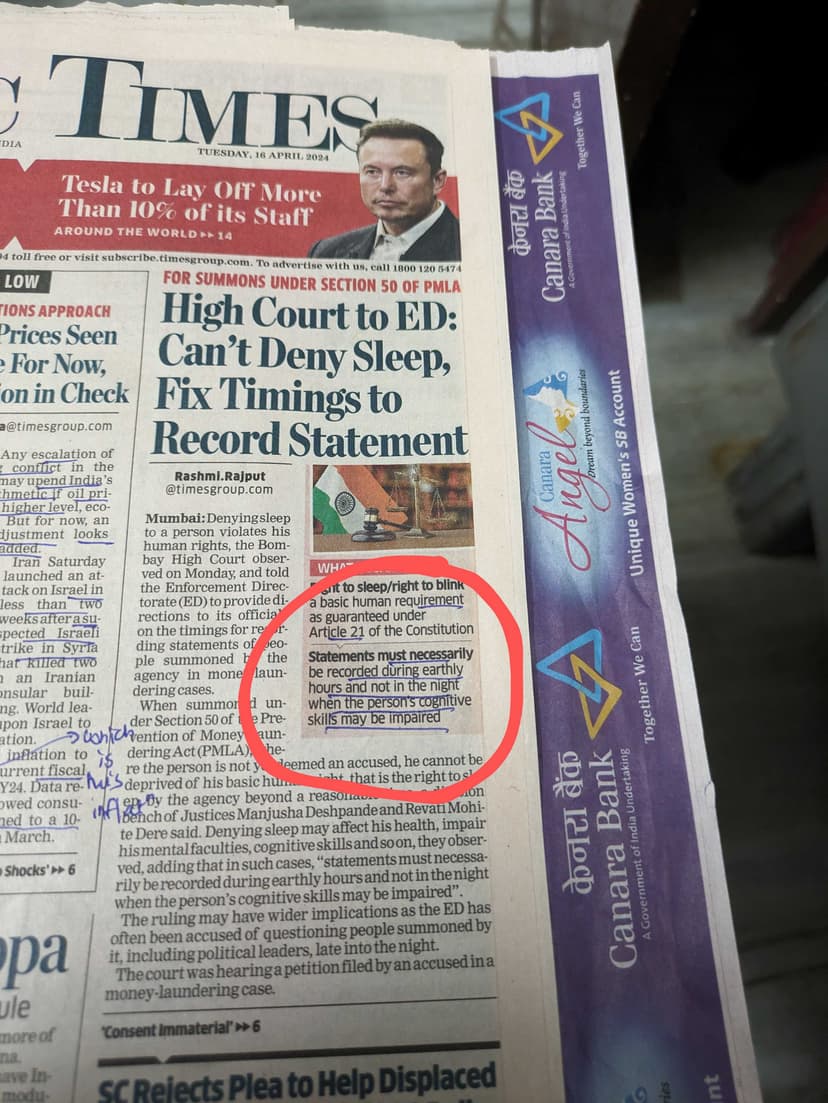 TIMES
DIA
TUESDAY, 16 APRIL 2024
Tesla to Lay Off More
Than 10% of its Staff
AROUND THE WORLD ▸▸ 14
4 toll free or visit subscribe.timesgroup.com. To advertise with us, call 1800 120 5474
LOW
TIONS APPROACH
Prices Seen
e For Now,
on in Check
a@timesgroup.com
Any escalation of
conflict in the
may upend India's
thmetic if oil pri-
higher level, eco-
But for now, an
djustment looks
added.
Iran Saturday
launched an at-
tack on Israel in
less than two
weeks after a su-
spected Israeli
trike in Syria
hat killed two
n an Iranian
onsular buil-
ng. World lea-
upon Israel to
ation.
inflation to
urrent fiscal
Y24. Data re-
owed consu-
ned to a 10-
March.
Shocks' ▸▸ 6
which
is
FOR SUMMONS UNDER SECTION 50 OF PMLA
High Court to ED:
Can't Deny Sleep,
Fix Timings to
Record Statement
Rashmi.Rajput
@timesgroup.com
Mumbai: Denying sleep
to a person violates his
human rights, the Bom-
bay High Court obser-
ved on Monday, and told
the Enforcement Direc-
torate (ED) to provide di-
rections to its official
on the timings for recor-
ding statements of peo-
ple summoned by the
agency in money laun-
dering cases.
When summoned un-
der Section 50 of the Pre-
vention of Money Laun-
dering Act (PMLA), he-
re the person is not deemed an accused, he cannot be
deprived of his basic human right, that is the right to
by the agency beyond a
bench of Justices Manjusha Deshpande and Revati Mohi-
te Dere said. Denying sleep may affect his health, impair
his mental faculties, cognitive skills and so on, they obser-
ved, adding that in such cases, "statements must necessa-
rily be recorded during earthly hours and not in the night
when the person's cognitive skills may be impaired".
The ruling may have wider implications as the ED has
often been accused of questioning people summoned by
it, including political leaders, late into the night.
The court was hearing a petition filed by an accused in a
money-laundering case.
WHAT
Right to sleep/right to blink
a basic human requirement
as guaranteed under
Article 21 of the Constitution
Statements must necessarily
be recorded during earthly
hours and not in the night
when the person's cognitive
skills may be impaired
'Consent Immaterial' ▸▸ 6
SC Rejects Plea to Help Displaced
ppa
ule
more of
na.
ave In-
modu-
केनरा बैंक
Canara Bank
A Government of India Undertaking
Together We Can
Canara
Angel
Dream beyond boundaries
Unique Women's SB Account
केनरा बैंक
Canara Bank
A Government of India Undertaking
Together We Can